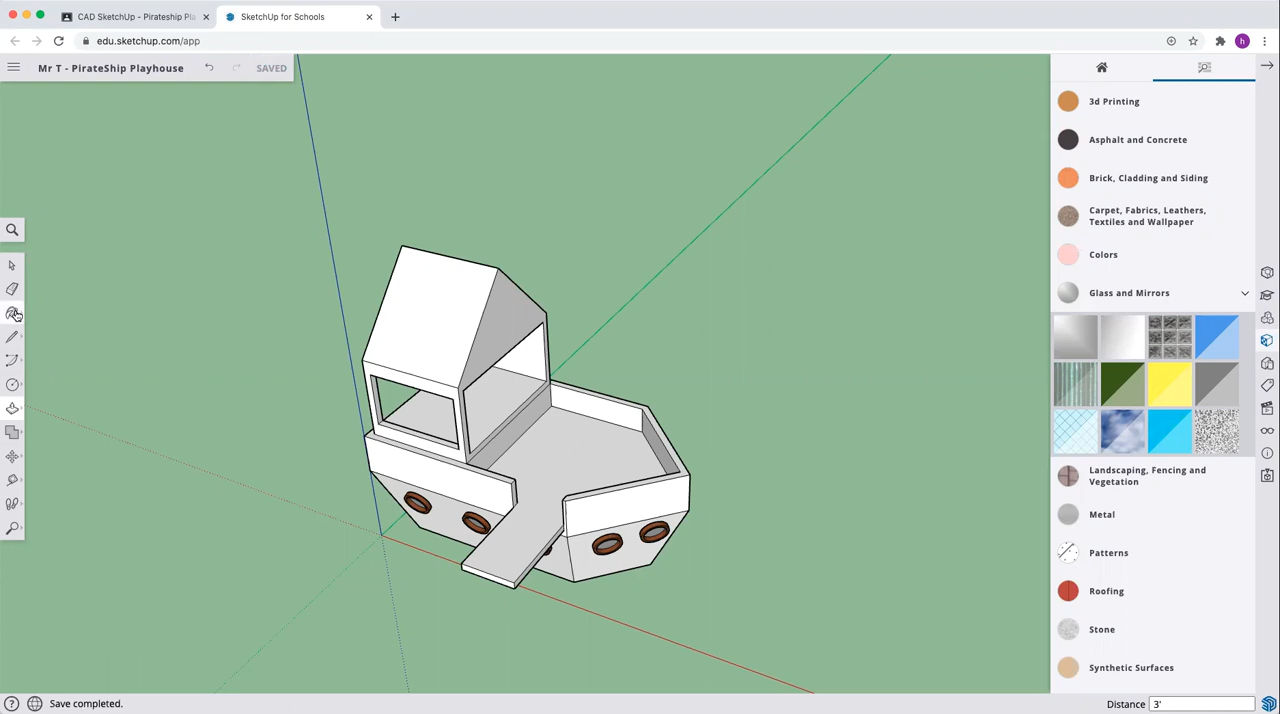 CAD SketchUp - Pirateship Pla
SketchUp for Schools
edu.sketchup.com/app
h
Mr T - PirateShip Playhouse
SAVED
3d Printing
Asphalt and Concrete
Brick, Cladding and Siding
Carpet, Fabrics, Leathers,
Textiles and Wallpaper
Colors
Glass and Mirrors
Landscaping, Fencing and
Vegetation
Metal
Patterns
Roofing
Stone
Synthetic Surfaces
Save completed.
Distance
3'